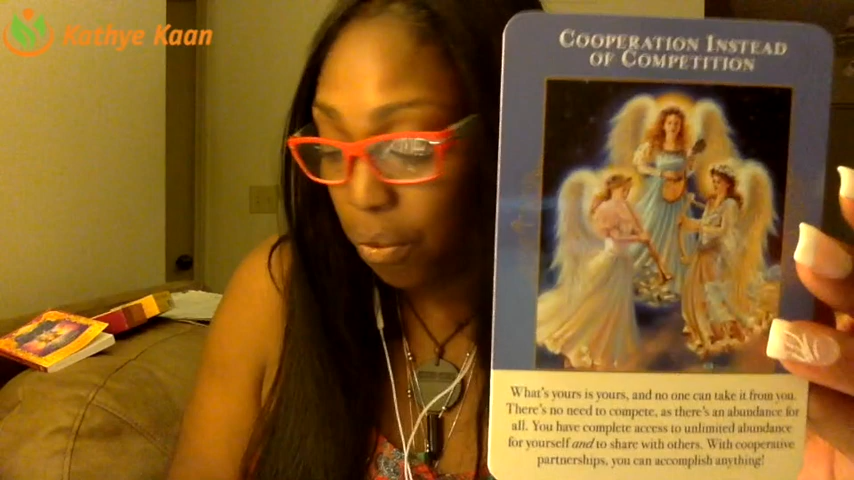 Kathye Kaan
COOPERATION INSTEAD
OF COMPETITION
What's yours is yours, and no one can take it from you.
There's no need to compete, as there's an abundance for
all. You have complete access to unlimited abundance
for yourself and to share with others. With cooperative
partnerships, you can accomplish anything!